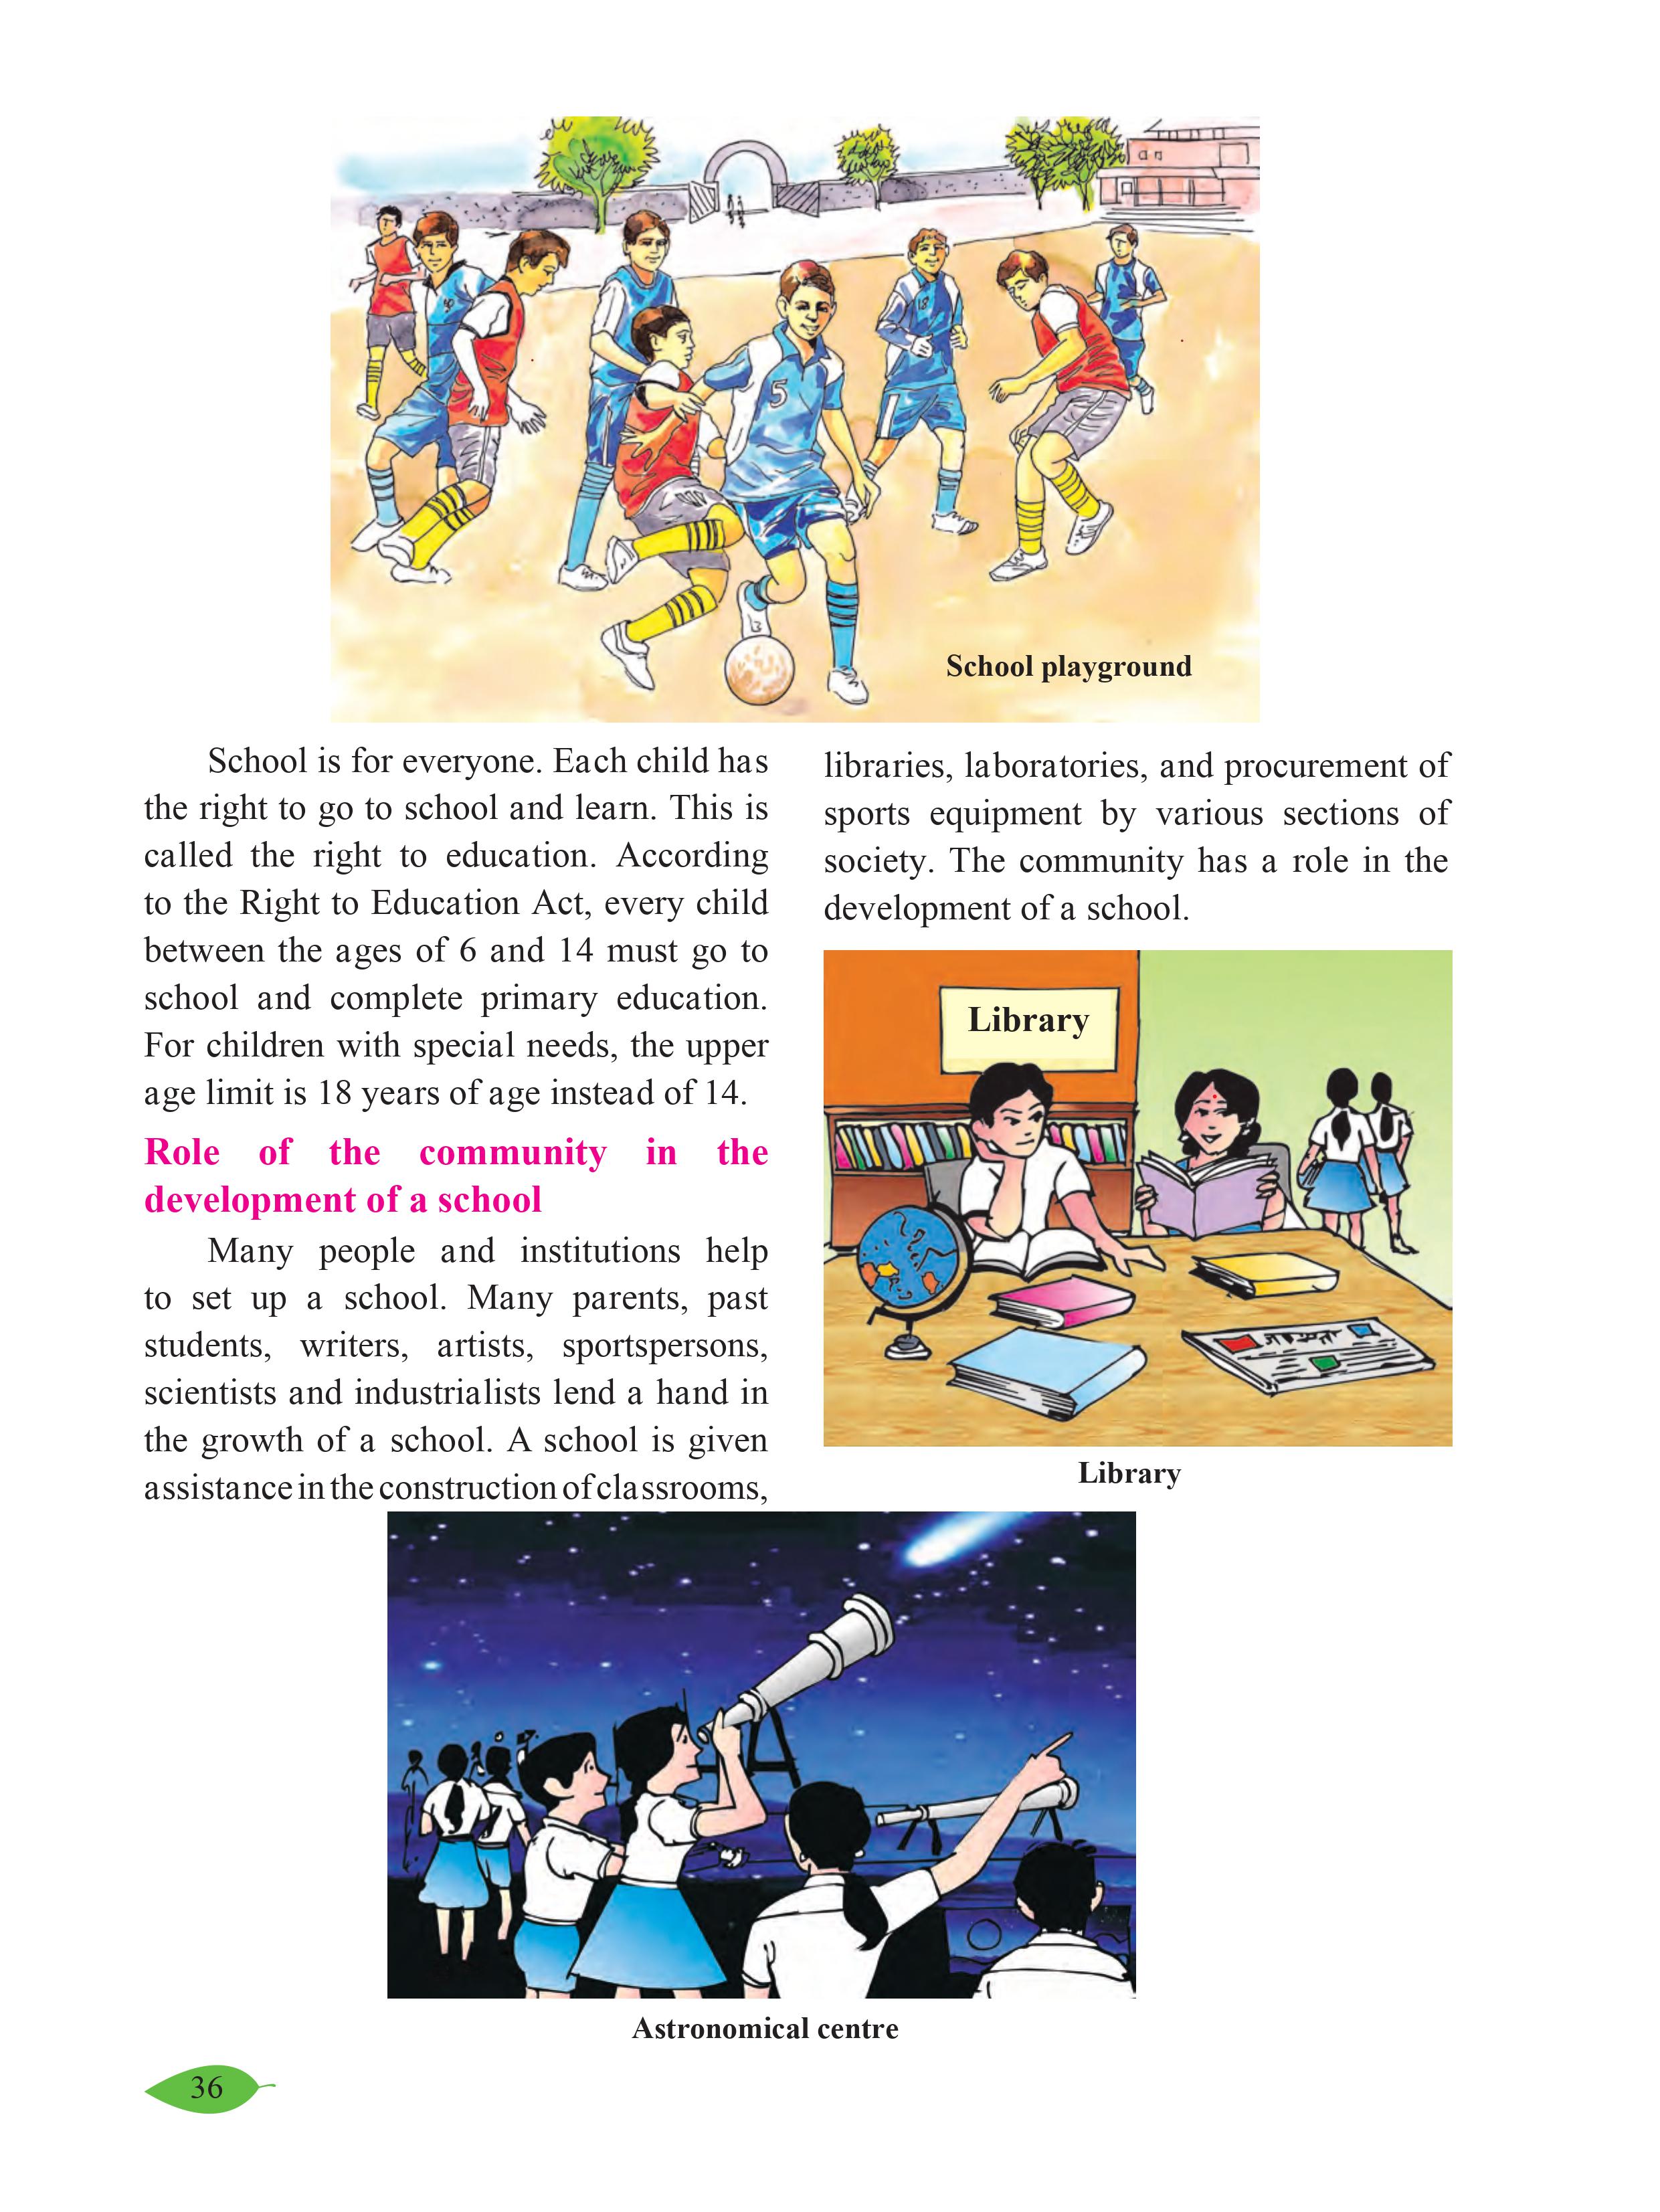 5
18
School playground
School is for everyone. Each child has
the right to go to school and learn. This is
called the right to education. According
to the Right to Education Act, every child
between the ages of 6 and 14 must go to
school and complete primary education.
For children with special needs, the upper
age limit is 18 years of age instead of 14.
Role of the community in the
development of a school
Many people and institutions help
to set up a school. Many parents, past
students, writers, artists, sportspersons,
scientists and industrialists lend a hand in
the growth of a school. A school is given
assistance in the construction of classrooms,
libraries, laboratories, and procurement of
sports equipment by various sections of
society. The community has a role in the
development of a school.
Library
Library
Astronomical centre
36